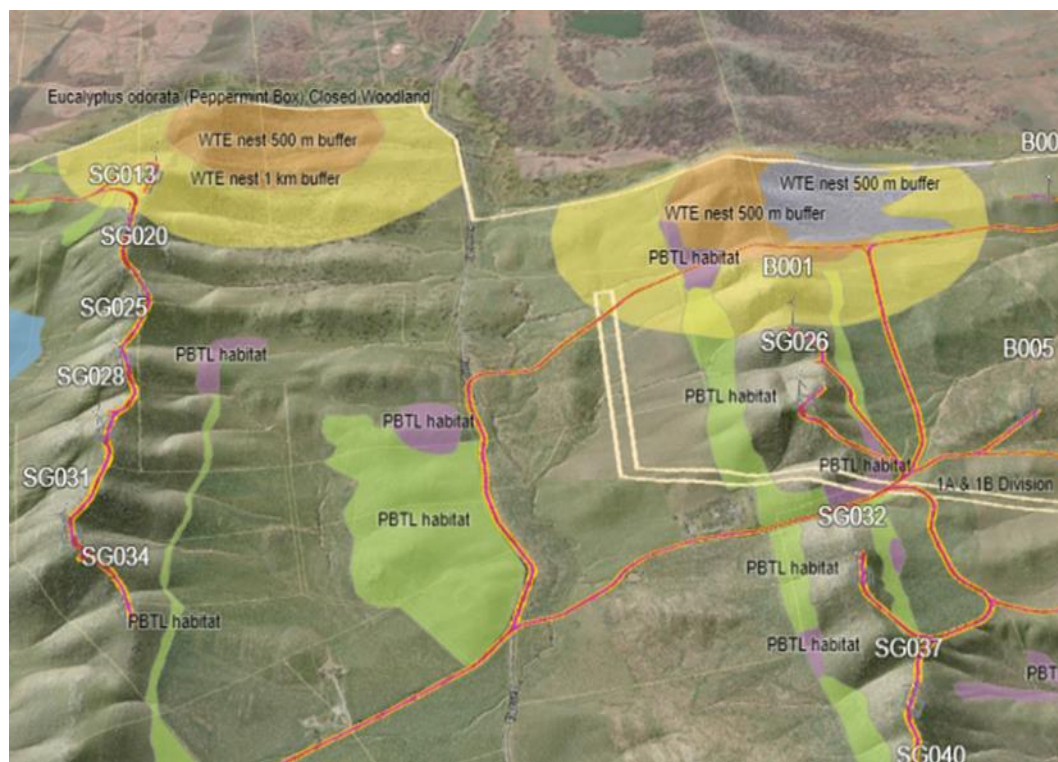 Eucalyptus odorata (Peppermint Box) Closed Woodland
WTE nest 500 m buffer
B00
SG013
WTE nest 1 km buffer
WTE nest 500 m buffer
WTE nest 500 m buffer
SG020
PBTL habitat
B001
SG025
SG026
B005
PBTL habitat
SG028
PBTL habitat
PBTL habitat
PBTL habitat
SG031
1A & 1B Division
PBTL habitat
SG032
SG034
PBTL habitat
PBTL habitat
PBTL habitat
SG037
PBT
SG040